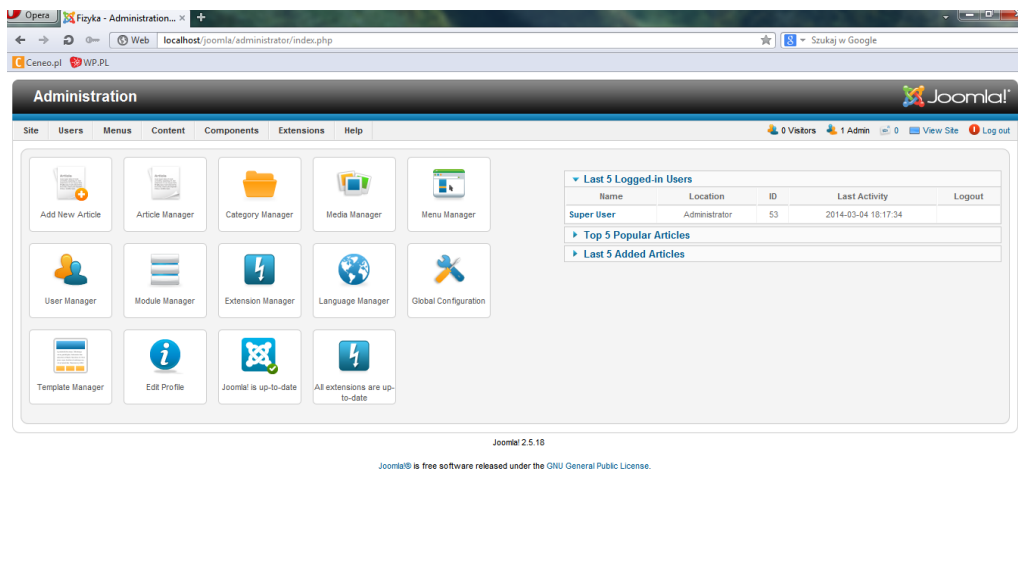 Opera
Fizyka - Administration...
Web localhost/joomla/administrator/index.php
Szukaj w Google
Ceneo.pl WP.PL
Administration
Joomla!
Site Users Menus Content Components Extensions Help
0 Visitors 1 Admin 0 View Site Log out
Add New Article
Article Manager
Category Manager
Media Manager
Menu Manager
User Manager
Module Manager
Extension Manager
Language Manager
Global Configuration
Template Manager
Edit Profile
Joomla! is up-to-date
All extensions are up-
to-date
Last 5 Logged-in Users
Name Location ID Last Activity Logout
Super User Administrator 53 2014-03-04 18:17:34
Top 5 Popular Articles
Last 5 Added Articles
Joomla! 2.5.18
Joomla!® is free software released under the GNU General Public License.